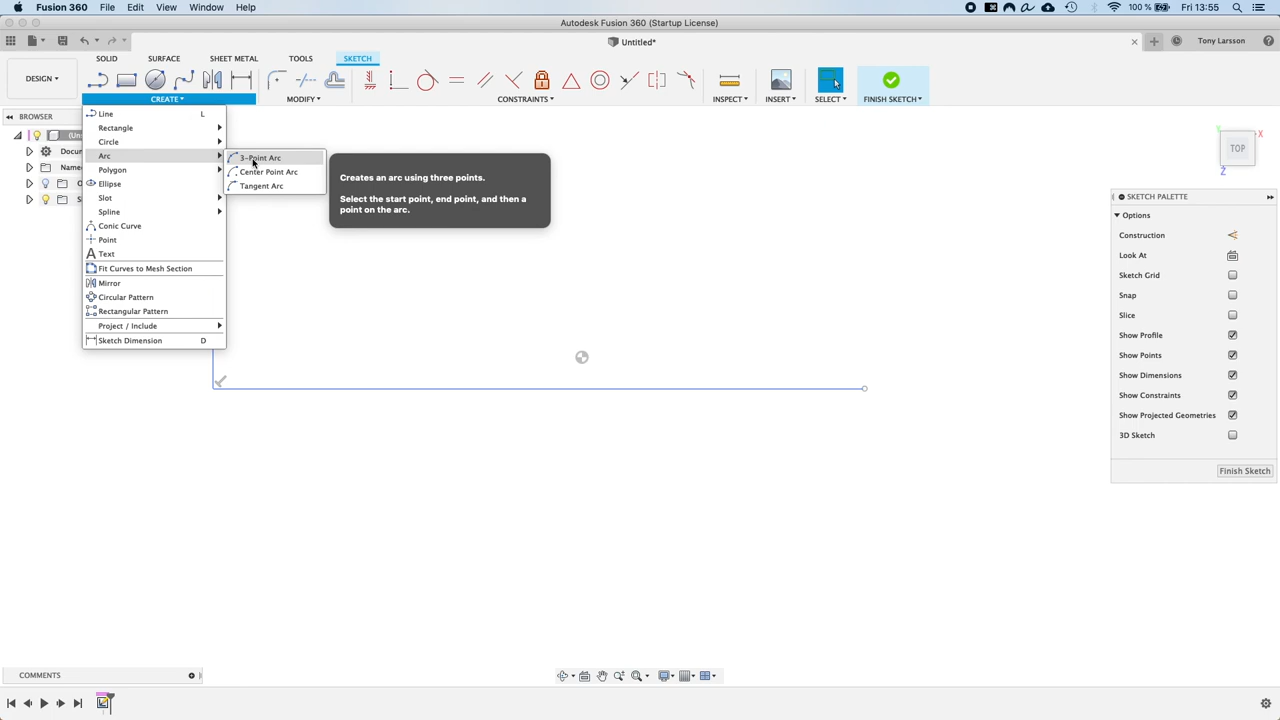 Fusion 360 File Edit View Window Help 100 % Fri 13:55
Autodesk Fusion 360 (Startup License)
Untitled* Tony Larsson
SOLID SURFACE SHEET METAL TOOLS SKETCH
DESIGN
CREATE MODIFY CONSTRAINTS INSPECT INSERT SELECT FINISH SKETCH
BROWSER
Line L
Rectangle
Circle
Arc
Polygon
Ellipse
Slot
Spline
Conic Curve
Point
Text
Fit Curves to Mesh Section
Mirror
Circular Pattern
Rectangular Pattern
Project / Include
Sketch Dimension D
3-Point Arc
Center Point Arc
Tangent Arc
Creates an arc using three points.
Select the start point, end point, and then a
point on the arc.
TOP
X
Z
SKETCH PALETTE
Options
Construction
Look At
Sketch Grid
Snap
Slice
Show Profile
Show Points
Show Dimensions
Show Constraints
Show Projected Geometries
3D Sketch
Finish Sketch
COMMENTS